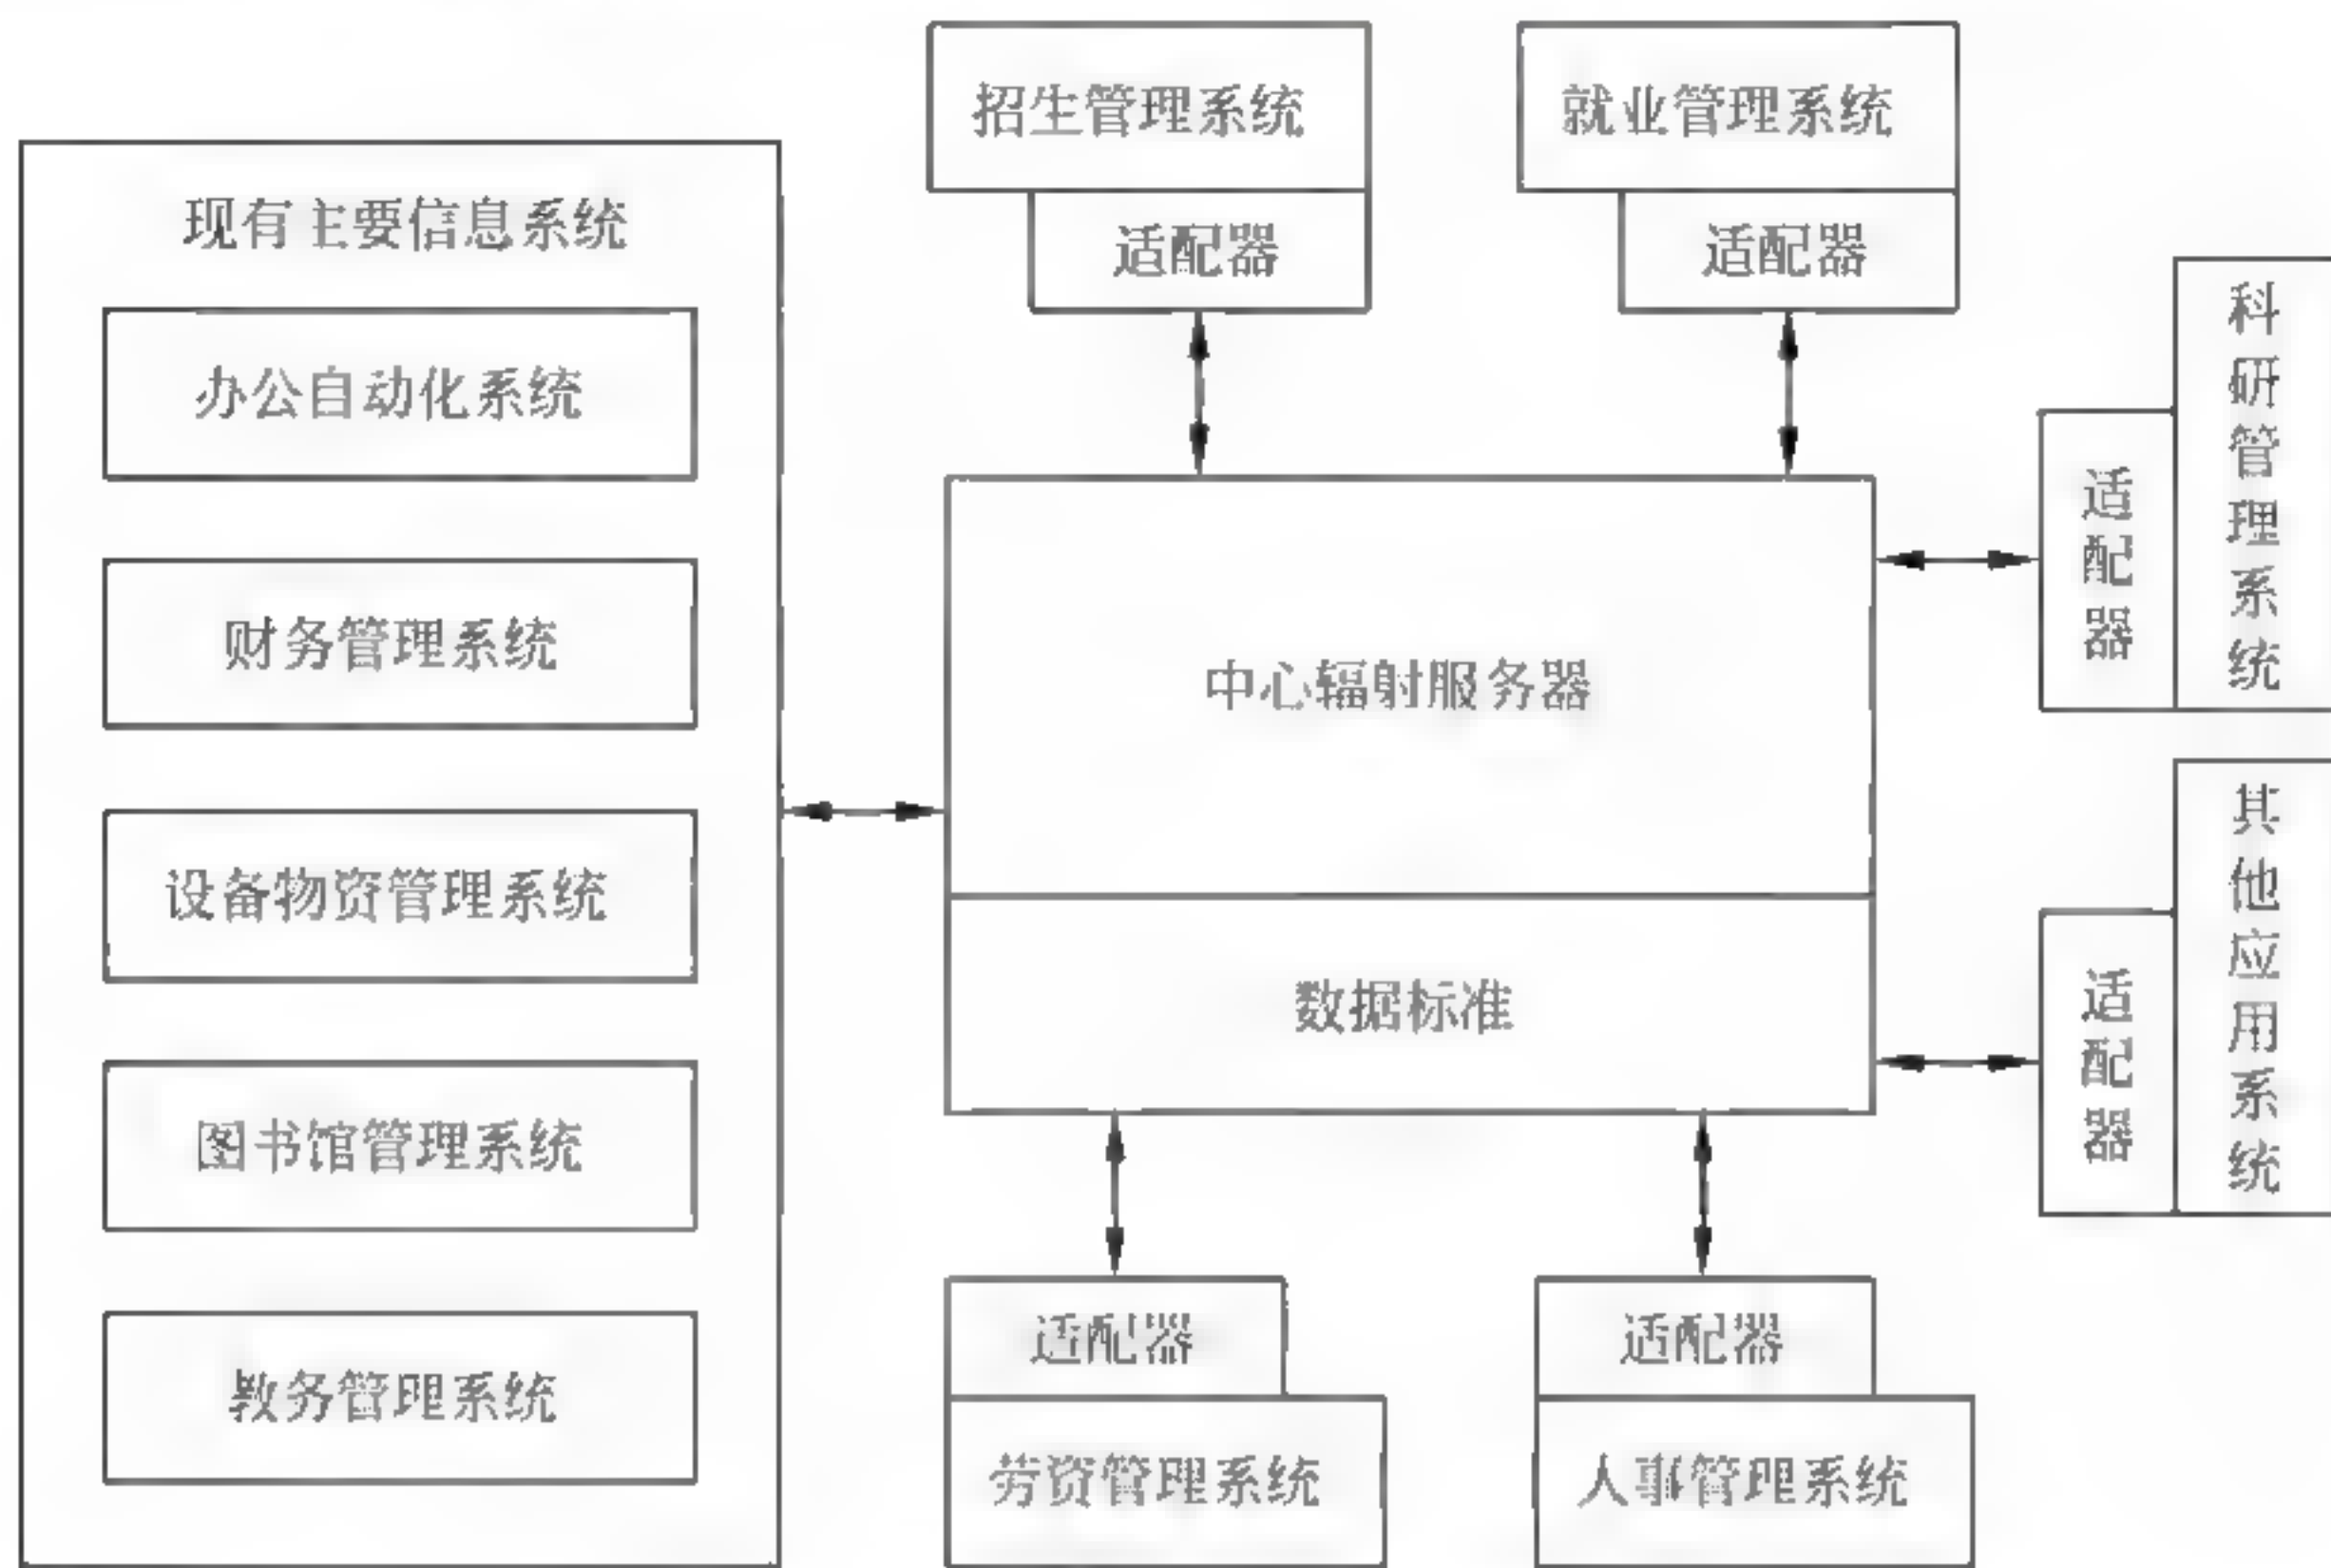 招生管理系统
适配器
就业管理系统
适配器
现有主要信息系统
办公自动化系统
财务管理系统
设备物资管理系统
图书馆管理系统
教务管理系统
中心辐射服务器
数据标准
适配器
科研管理系统
适配器
其他应用系统
适配器
劳资管理系统
适配器
人事管理系统